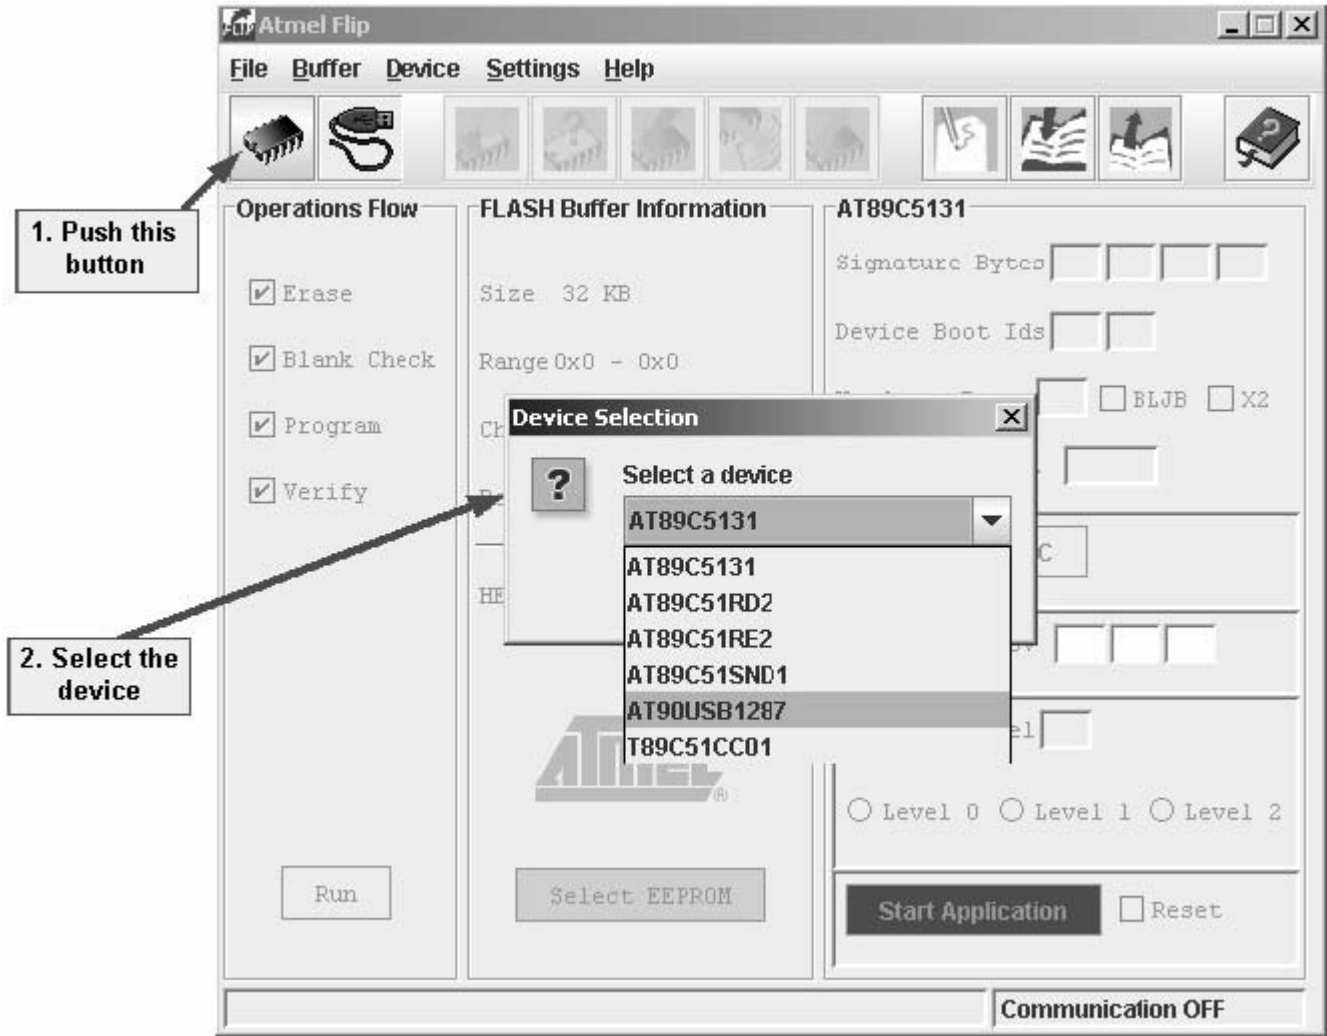 Atmel Flip
File Buffer Device Settings Help
1. Push this
button
Operations Flow
Erase
Blank Check
Program
Verify
Run
FLASH Buffer Information
Size 32 KB
Range 0x0 - 0x0
Select EEPROM
AT89C5131
Signature Bytes
Device Boot Ids
BLJB X2
Level 0 Level 1 Level 2
Start Application Reset
2. Select the
device
Device Selection
?
Select a device
AT89C5131
AT89C5131
AT89C51RD2
AT89C51RE2
AT89C51SND1
AT90USB1287
T89C51CC01
ATMEL ®
Communication OFF